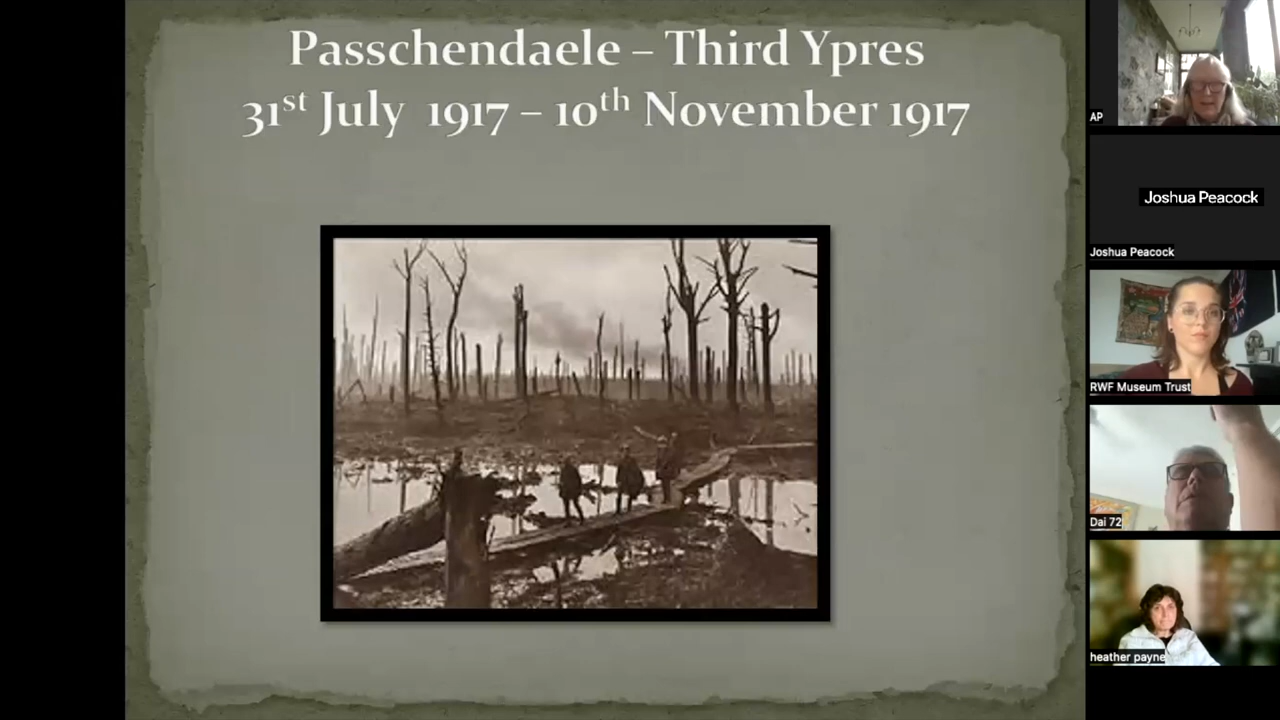 Passchendaele – Third Ypres
31st July 1917 – 10th November 1917
AP
Joshua Peacock
Joshua Peacock
RWF Museum Trust
Dai 72
heather payne